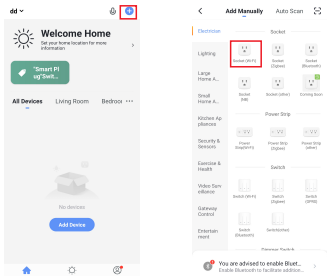 dd
Welcome Home
Set your home location for more
information
"Smart Pl
ug"Swit...
All Devices
Living Room
Bedroo
No devices
Add Device
Add Manually
Auto Scan
Electrician
Lighting
Large
Home A...
Small
Home A...
Kitchen Ap
pliances
Security &
Sensors
Exercise &
Health
Video Surv
eillance
Gateway
Control
Entertain
ment
Socket
Socket (Wi-Fi)
Socket
(Zigbee)
Socket
(Bluetooth)
Socket
(NB)
Socket (other)
Coming Soon
Power Strip
Power
Strip(Wi-Fi)
Power Strip
(Zigbee)
Power Strip
(other)
Switch
Switch (Wi-Fi)
Switch
(Zigbee)
Switch
(GPRS)
Switch
(Bluetooth)
Switch(other)
Dimmer Switch
You are advised to enable Bluet...
Enable Bluetooth to facilitate addition...